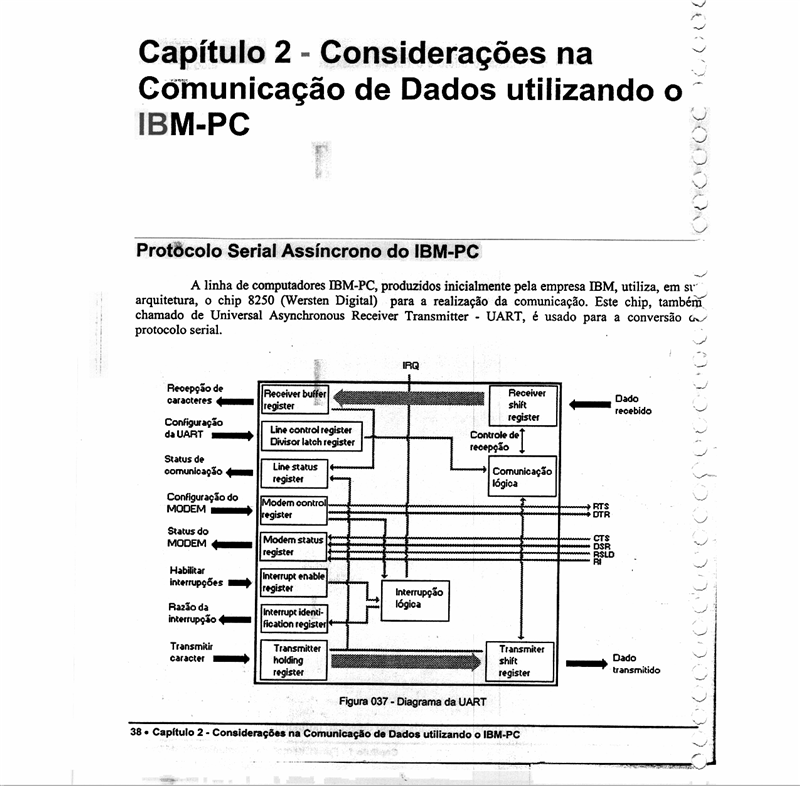 Capítulo 2 - Considerações na
Comunicação de Dados utilizando o
IBM-PC
Protocolo Serial Assíncrono do IBM-PC
A linha de computadores IBM-PC, produzidos inicialmente pela empresa IBM, utiliza, em
arquitetura, o chip 8250 (Wersten Digital) para a realização da comunicação. Este chip, também
chamado de Universal Asynchronous Receiver Transmitter - UART, é usado para a conversão
protocolo serial.
IRQ
Recepção de
caracteres
Receiver buffer
register
Receiver
shift
register
Dado
recebido
Configuração
da UART
Line control register
Divisor latch register
Controle de
recepção
Status de
comunicação
Line status
register
Comunicação
lógica
Configuração do
MODEM
Modem control
register
RTS
DTR
Status do
MODEM
Modem status
register
CTS
DSR
RSLD
RI
Habilitar
interrupções
Interrupt enable
register
Interrupção
lógica
Razão da
interrupção
Interrupt identi-
fication register
Transmitir
caracter
Transmitter
holding
register
Transmiter
shift
register
Dado
transmitido
Figura 037 - Diagrama da UART
38 • Capítulo 2 - Considerações na Comunicação de Dados utilizando o IBM-PC